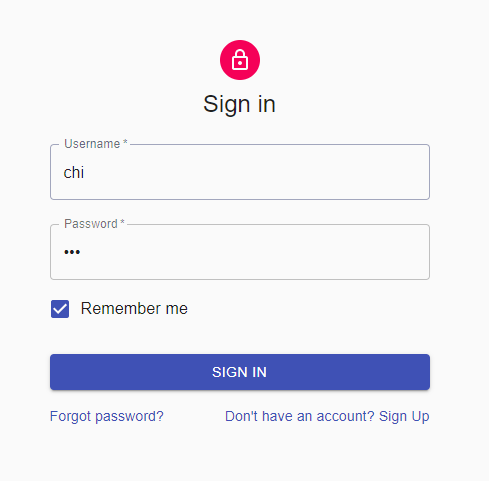 Sign in
Username *
chi
Password *
•••
Remember me
SIGN IN
Forgot password? Don't have an account? Sign Up